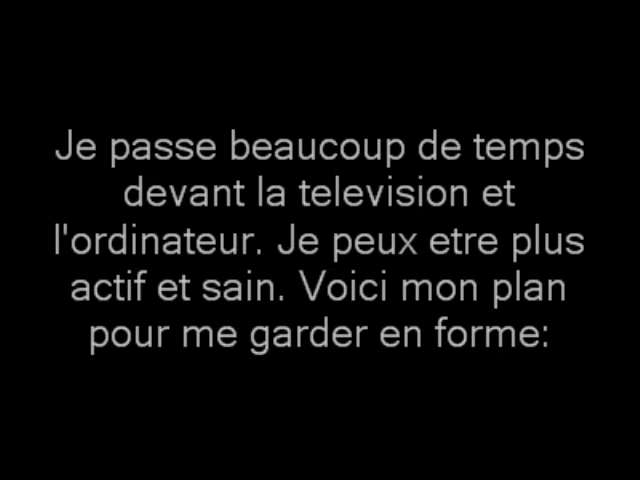 Je passe beaucoup de temps
devant la television et
l'ordinateur. Je peux etre plus
actif et sain. Voici mon plan
pour me garder en forme: